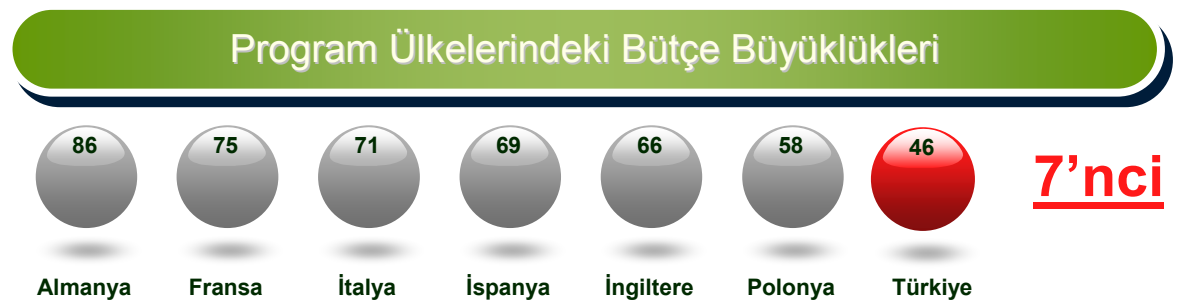 Program Ülkelerindeki Bütçe Büyüklükleri
86 75 71 69 66 58 46
7’nci
Almanya Fransa İtalya İspanya İngiltere Polonya Türkiye